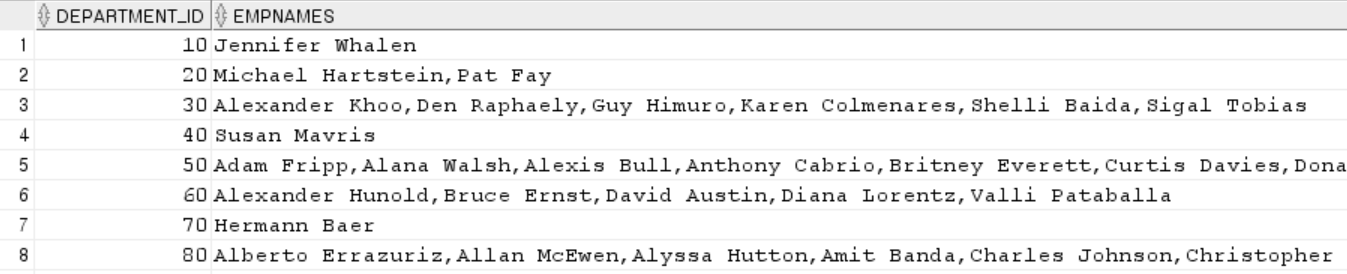 DEPARTMENT_ID EMPNAMES
1 10 Jennifer Whalen
2 20 Michael Hartstein,Pat Fay
3 30 Alexander Khoo,Den Raphaely,Guy Himuro,Karen Colmenares,Shelli Baida,Sigal Tobias
4 40 Susan Mavris
5 50 Adam Fripp,Alana Walsh,Alexis Bull,Anthony Cabrio,Britney Everett,Curtis Davies,Dona
6 60 Alexander Hunold,Bruce Ernst,David Austin,Diana Lorentz,Valli Pataballa
7 70 Hermann Baer
8 80 Alberto Errazuriz,Allan McEwen,Alyssa Hutton,Amit Banda,Charles Johnson,Christopher